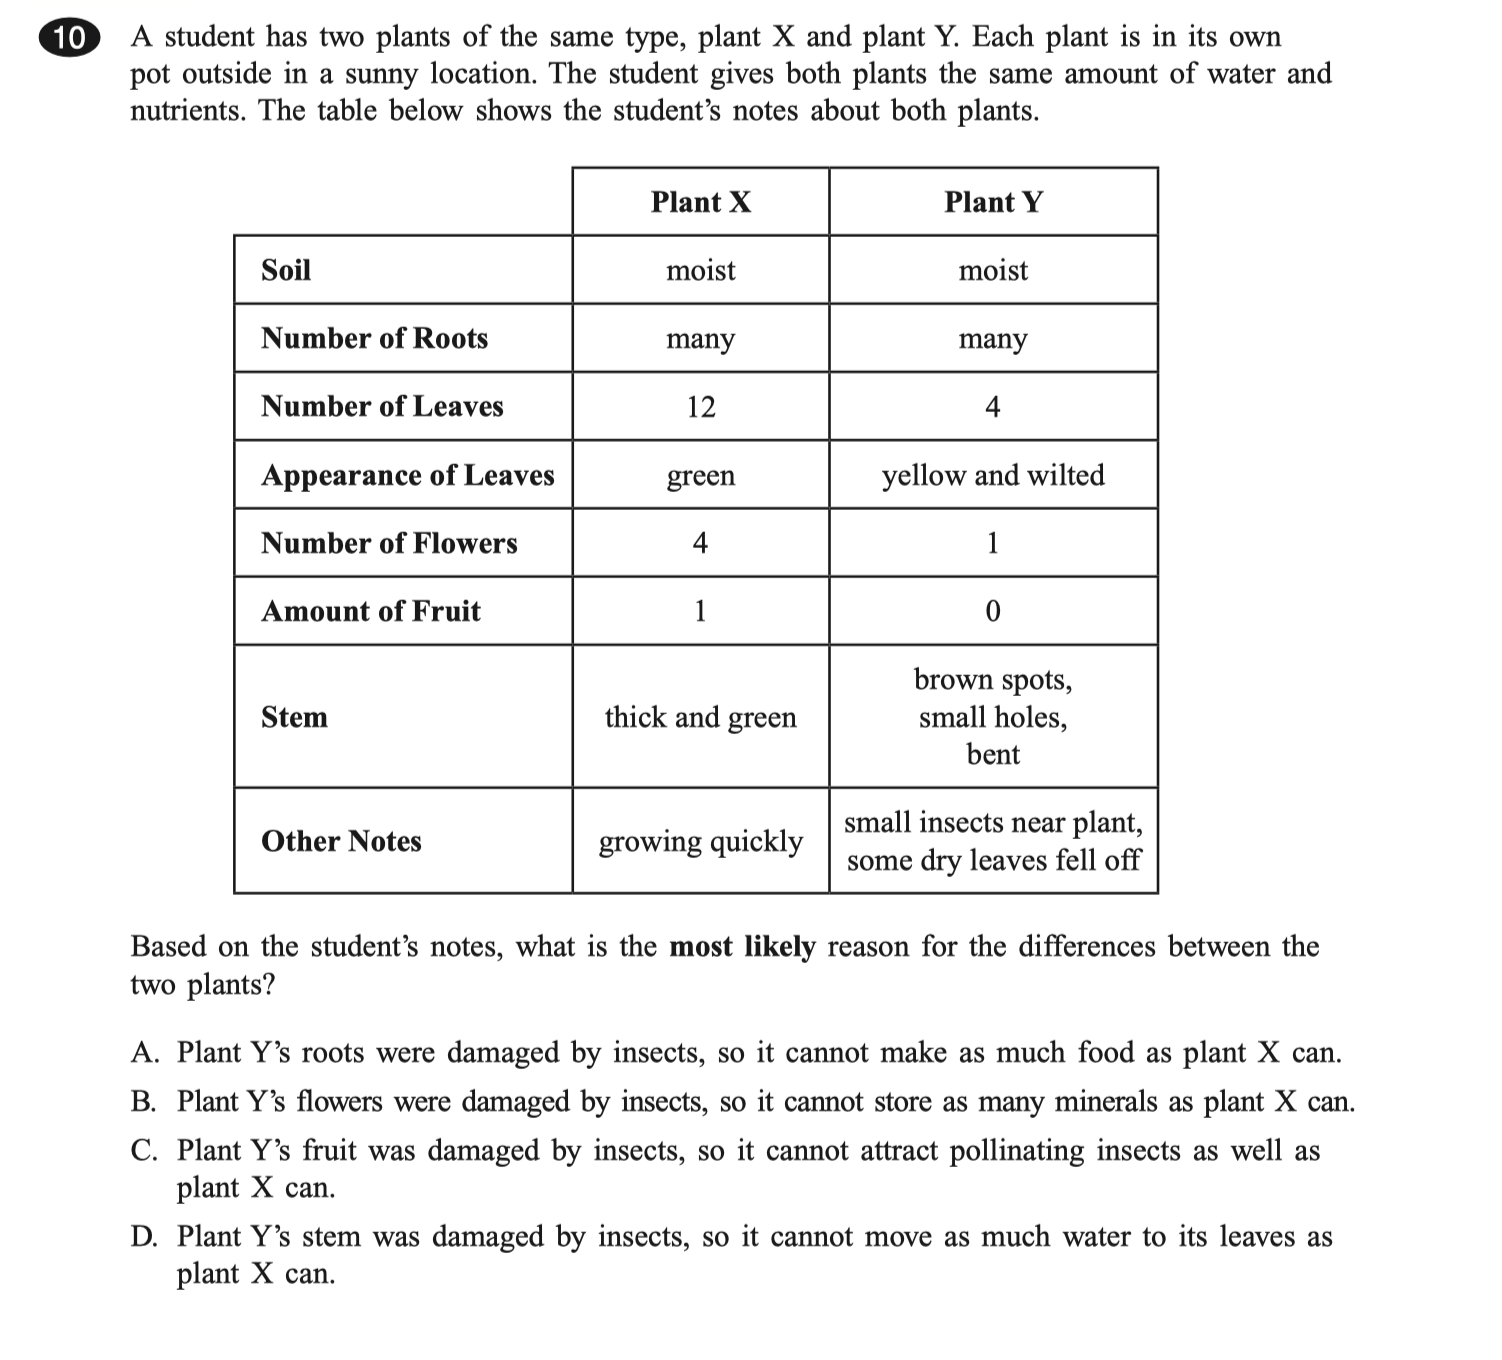 10 A student has two plants of the same type, plant X and plant Y. Each plant is in its own
pot outside in a sunny location. The student gives both plants the same amount of water and
nutrients. The table below shows the student’s notes about both plants.
Plant X Plant Y
Soil moist moist
Number of Roots many many
Number of Leaves 12 4
Appearance of Leaves green yellow and wilted
Number of Flowers 4 1
Amount of Fruit 1 0
Stem thick and green brown spots,
small holes,
bent
Other Notes growing quickly small insects near plant,
some dry leaves fell off
Based on the student’s notes, what is the most likely reason for the differences between the
two plants?
A. Plant Y’s roots were damaged by insects, so it cannot make as much food as plant X can.
B. Plant Y’s flowers were damaged by insects, so it cannot store as many minerals as plant X can.
C. Plant Y’s fruit was damaged by insects, so it cannot attract pollinating insects as well as
plant X can.
D. Plant Y’s stem was damaged by insects, so it cannot move as much water to its leaves as
plant X can.